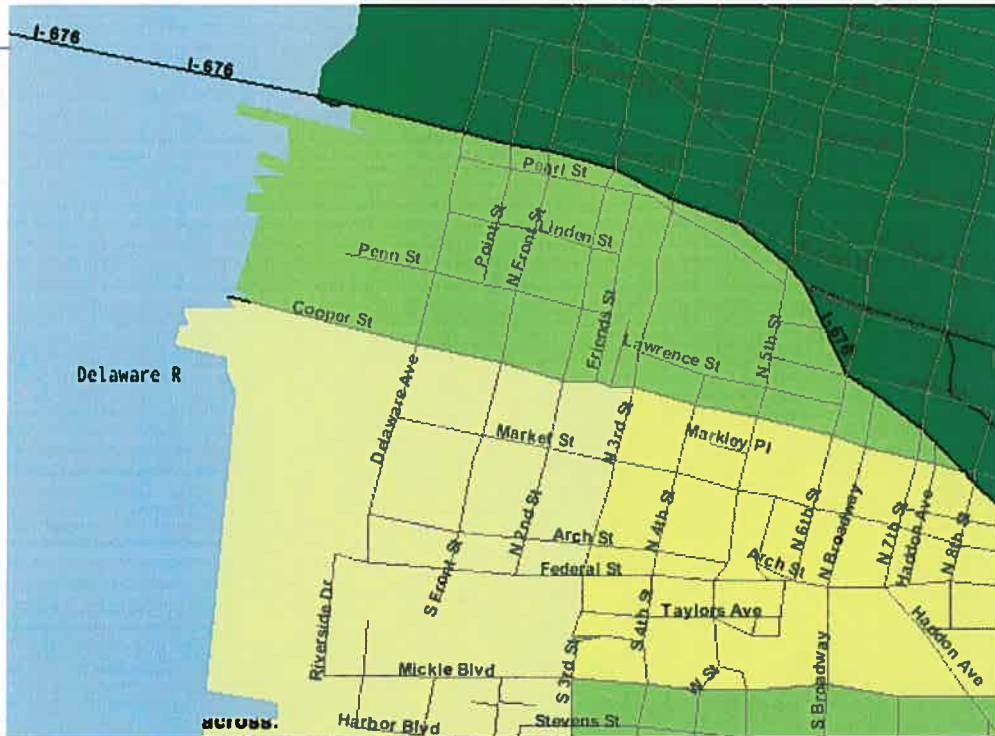 I-676
I-676
Pearl St
Linden St
Point St
N Front St
Penn St
Cooper St
Friends St
Lawrence St
N 5th St
I-676
Delaware R
Delaware Ave
Market St
N 3rd St
Markley Pl
N 2nd St
N 4th St
Arch St
Arch St
N 6th St
N Broadway
N 7th St
Haddon Ave
N 8th St
S Front St
Federal St
Riverside Dr
Taylors Ave
S 4th St
Haddon Ave
Mickle Blvd
S 3rd St
W St
S Broadway
across.
Harbor Blvd
Stevens St